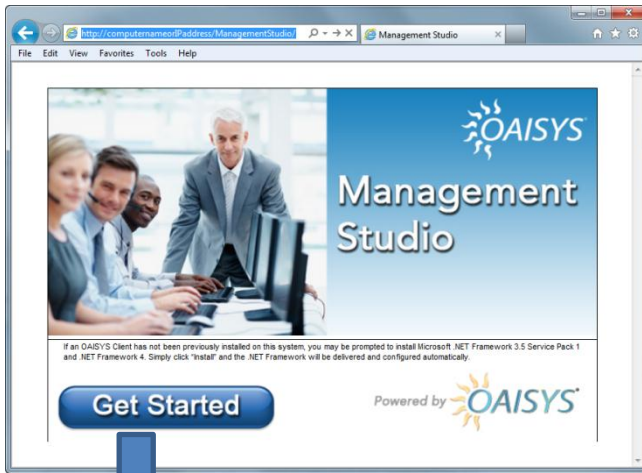 http://computernameorIPaddress/ManagementStudio/
Management Studio
File Edit View Favorites Tools Help
OAISYS
Management
Studio
If an OAISYS Client has not been previously installed on this system, you may be prompted to install Microsoft .NET Framework 3.5 Service Pack 1
and .NET Framework 4. Simply click "Install" and the .NET Framework will be delivered and configured automatically.
Get Started
Powered by OAISYS